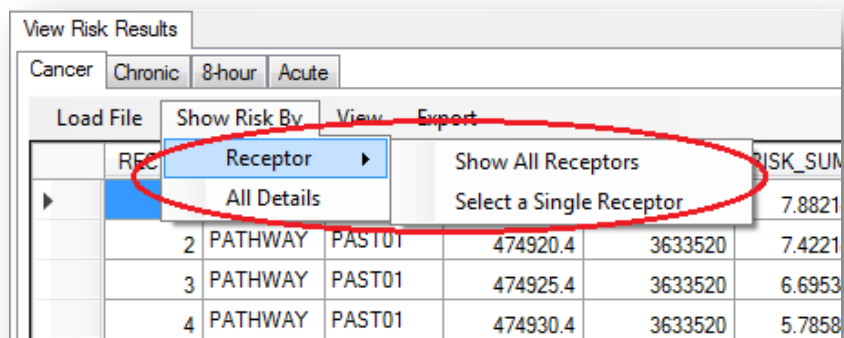 View Risk Results
Cancer Chronic 8-hour Acute
Load File Show Risk By View Export
REC RISK_SUM
Receptor Show All Receptors
All Details Select a Single Receptor 7.8821
2 PATHWAY PAST01 474920.4 3633520 7.4221
3 PATHWAY PAST01 474925.4 3633520 6.6953
4 PATHWAY PAST01 474930.4 3633520 5.7858